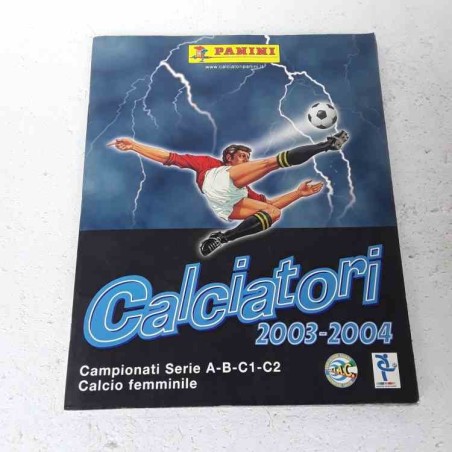 PANINI
www.calciatoripanini.it
Calciatori
2003-2004
Campionati Serie A-B-C1-C2
Calcio femminile